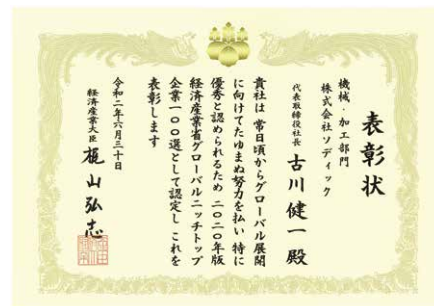 表彰状
機械・加工部門
株式会社ソディック
代表取締役社長 古川健一殿
貴社は常日頃からグローバル展開
に向けてたゆまぬ努力を払い特に
優秀と認められるため二〇二〇年版
経済産業省グローバルニッチトップ
企業一〇〇選として認定しこれを
表彰します
令和二年六月三十日
経済産業大臣 梶山弘志